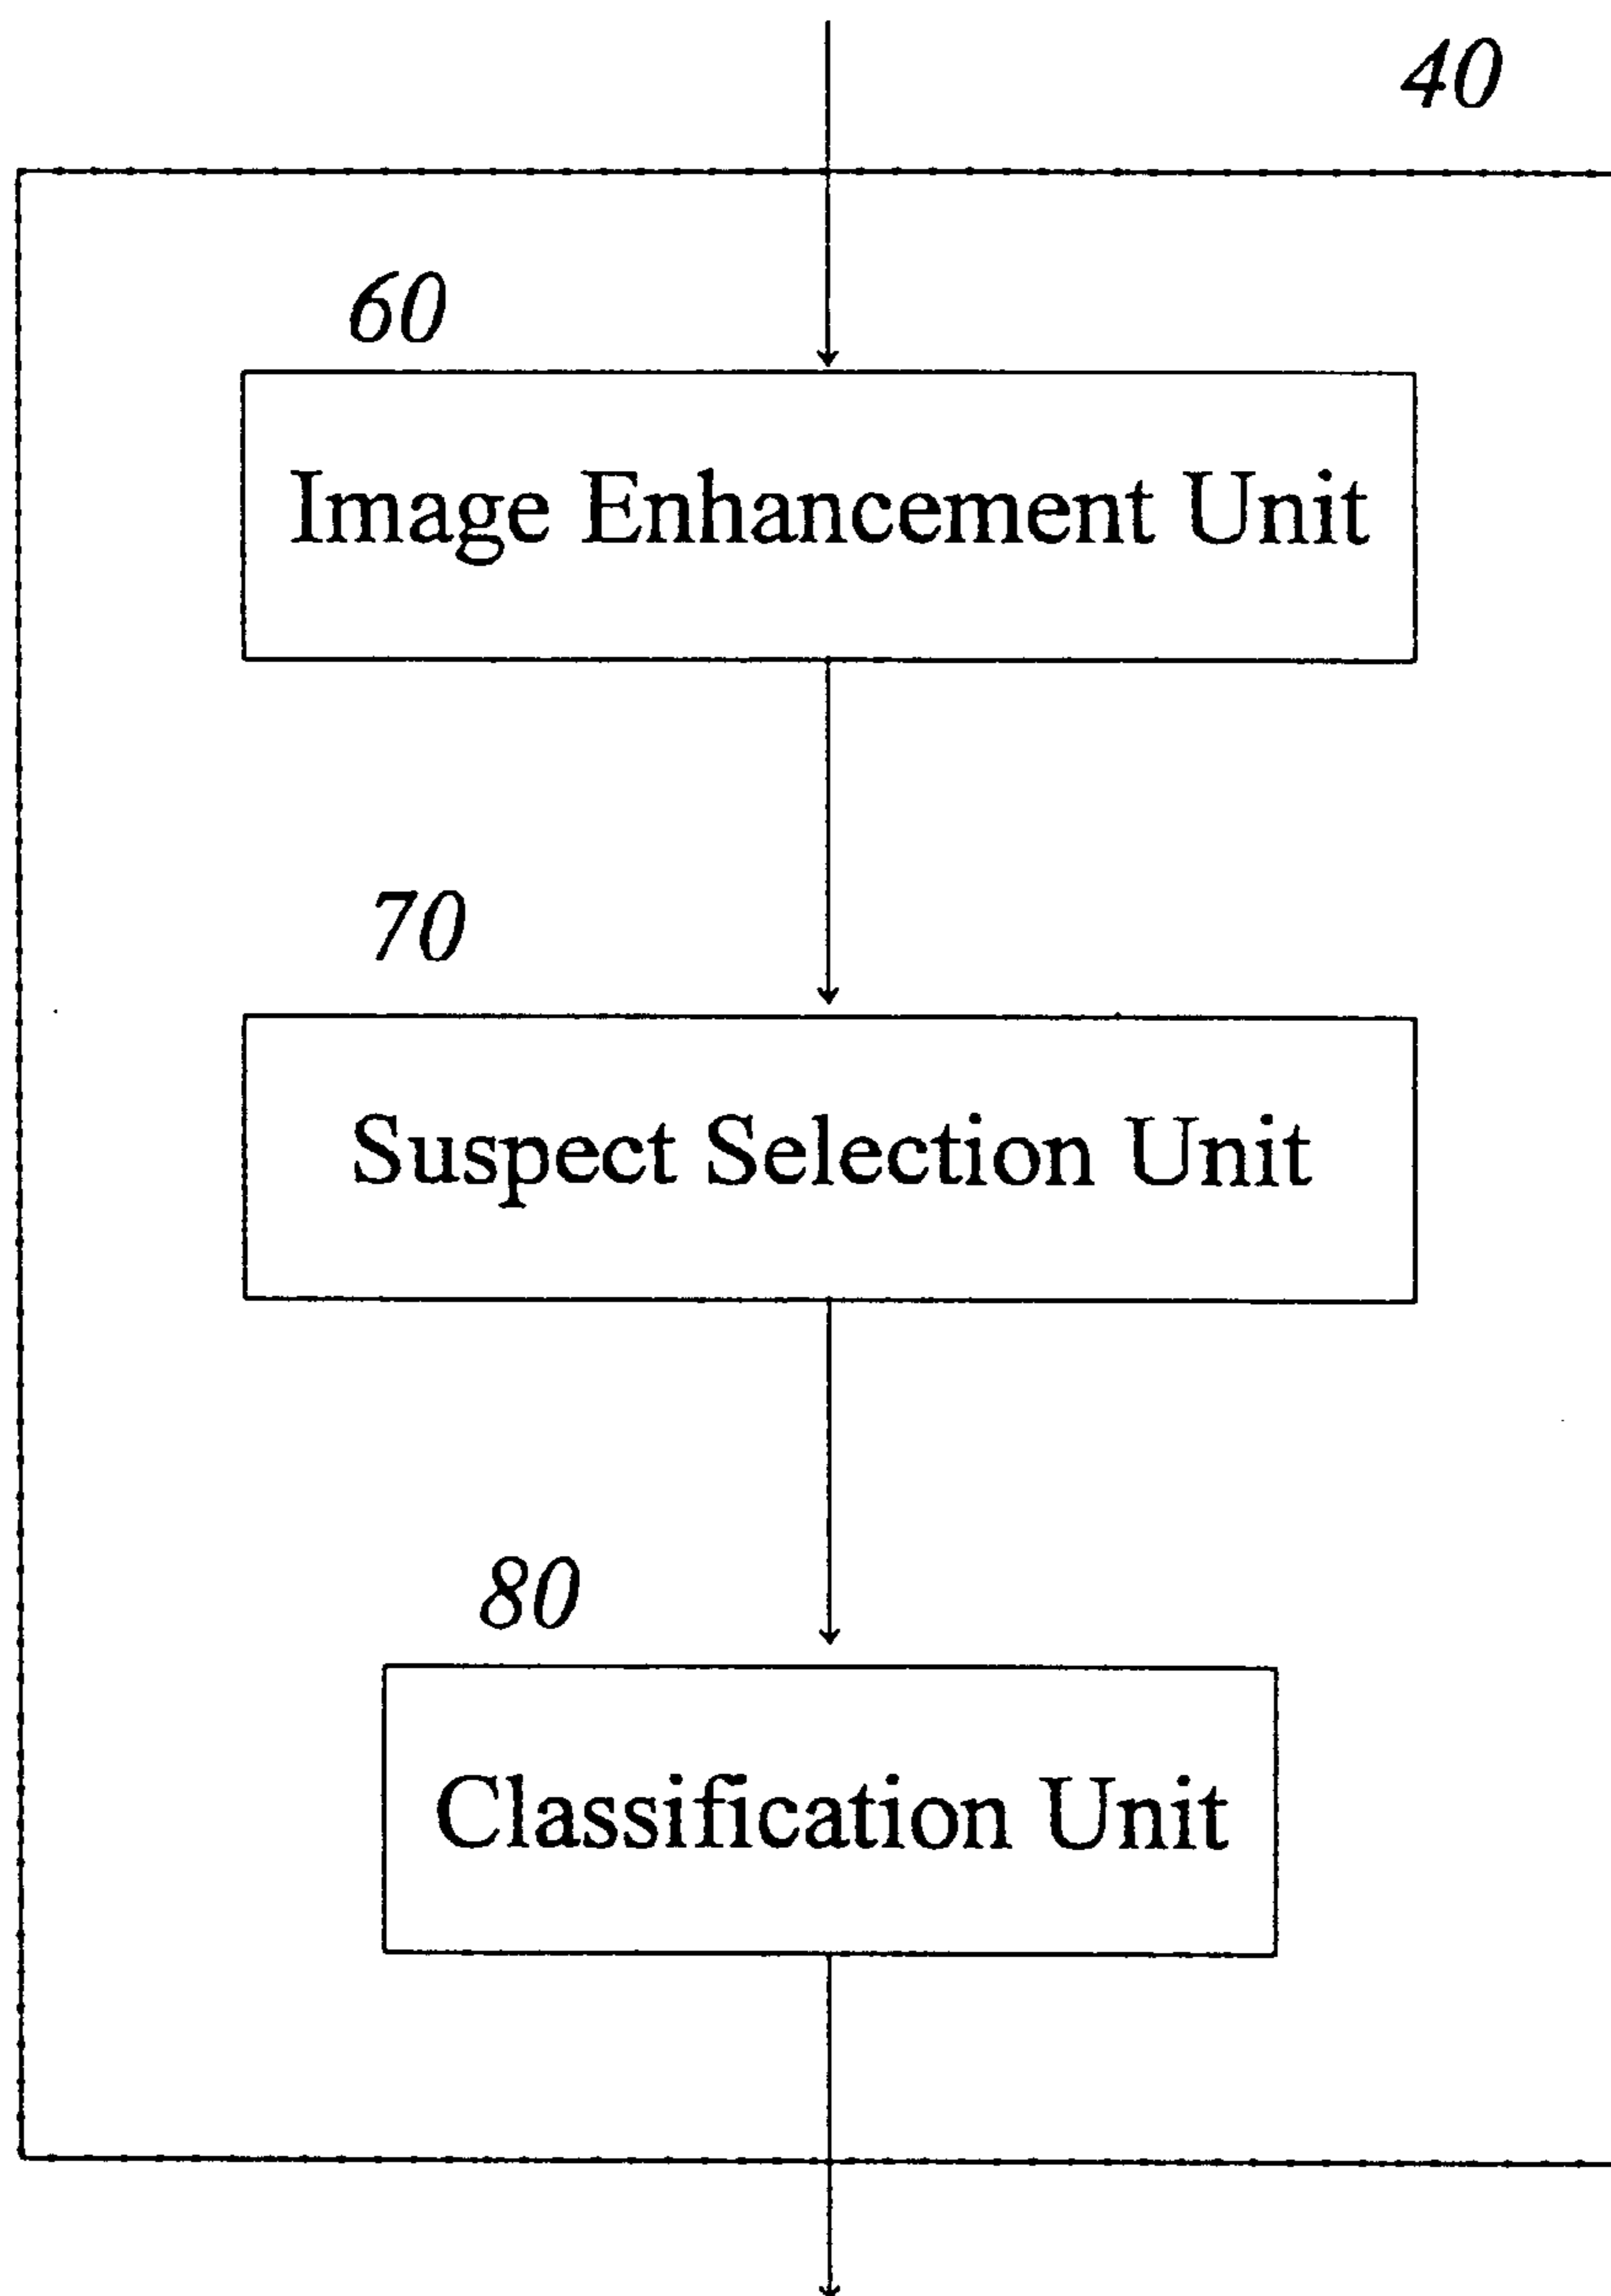 40
60
Image Enhancement Unit
70
Suspect Selection Unit
80
Classification Unit